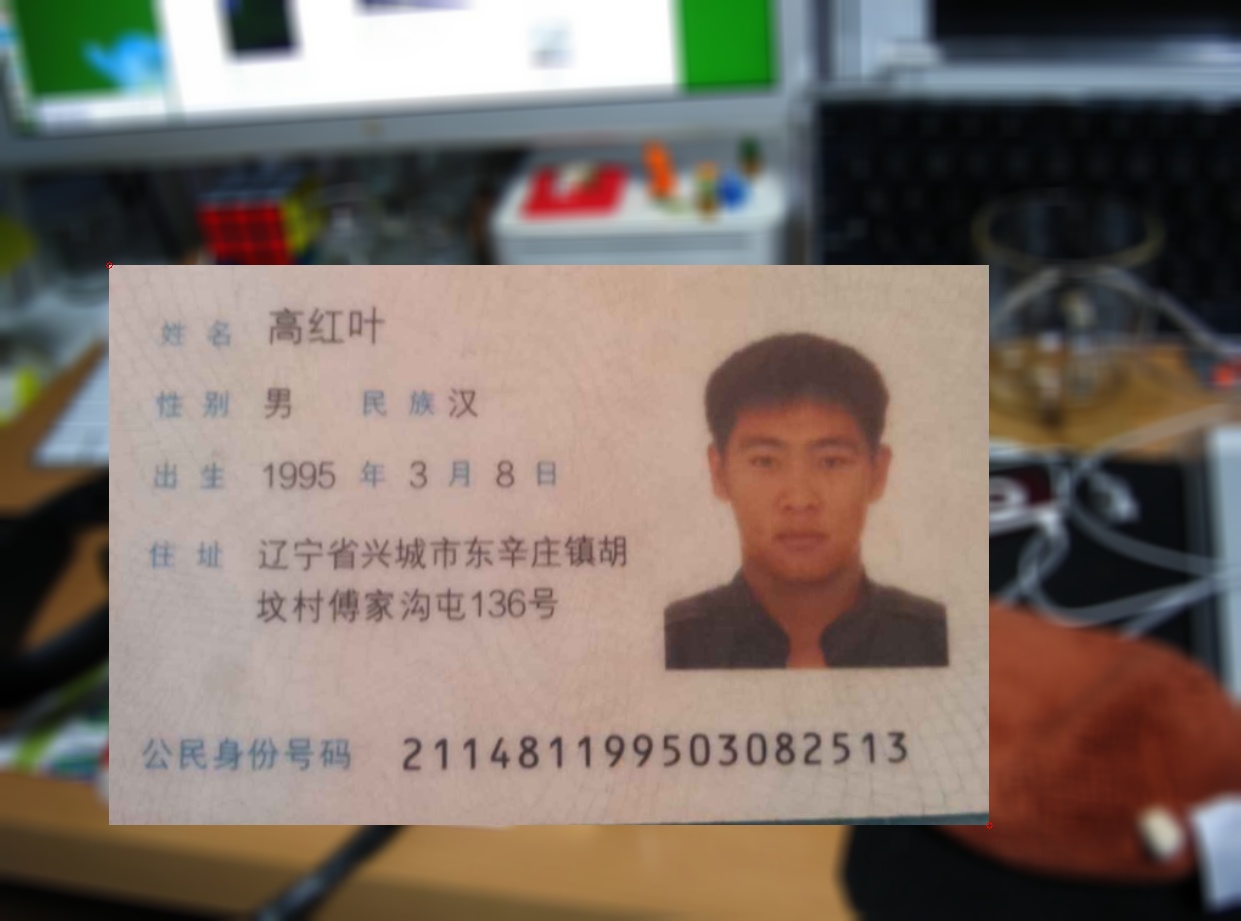 姓名 高红叶
性别 男 民族 汉
出生 1995 年 3 月 8 日
住址 辽宁省兴城市东辛庄镇胡
坟村傅家沟屯136号
公民身份号码 211481199503082513